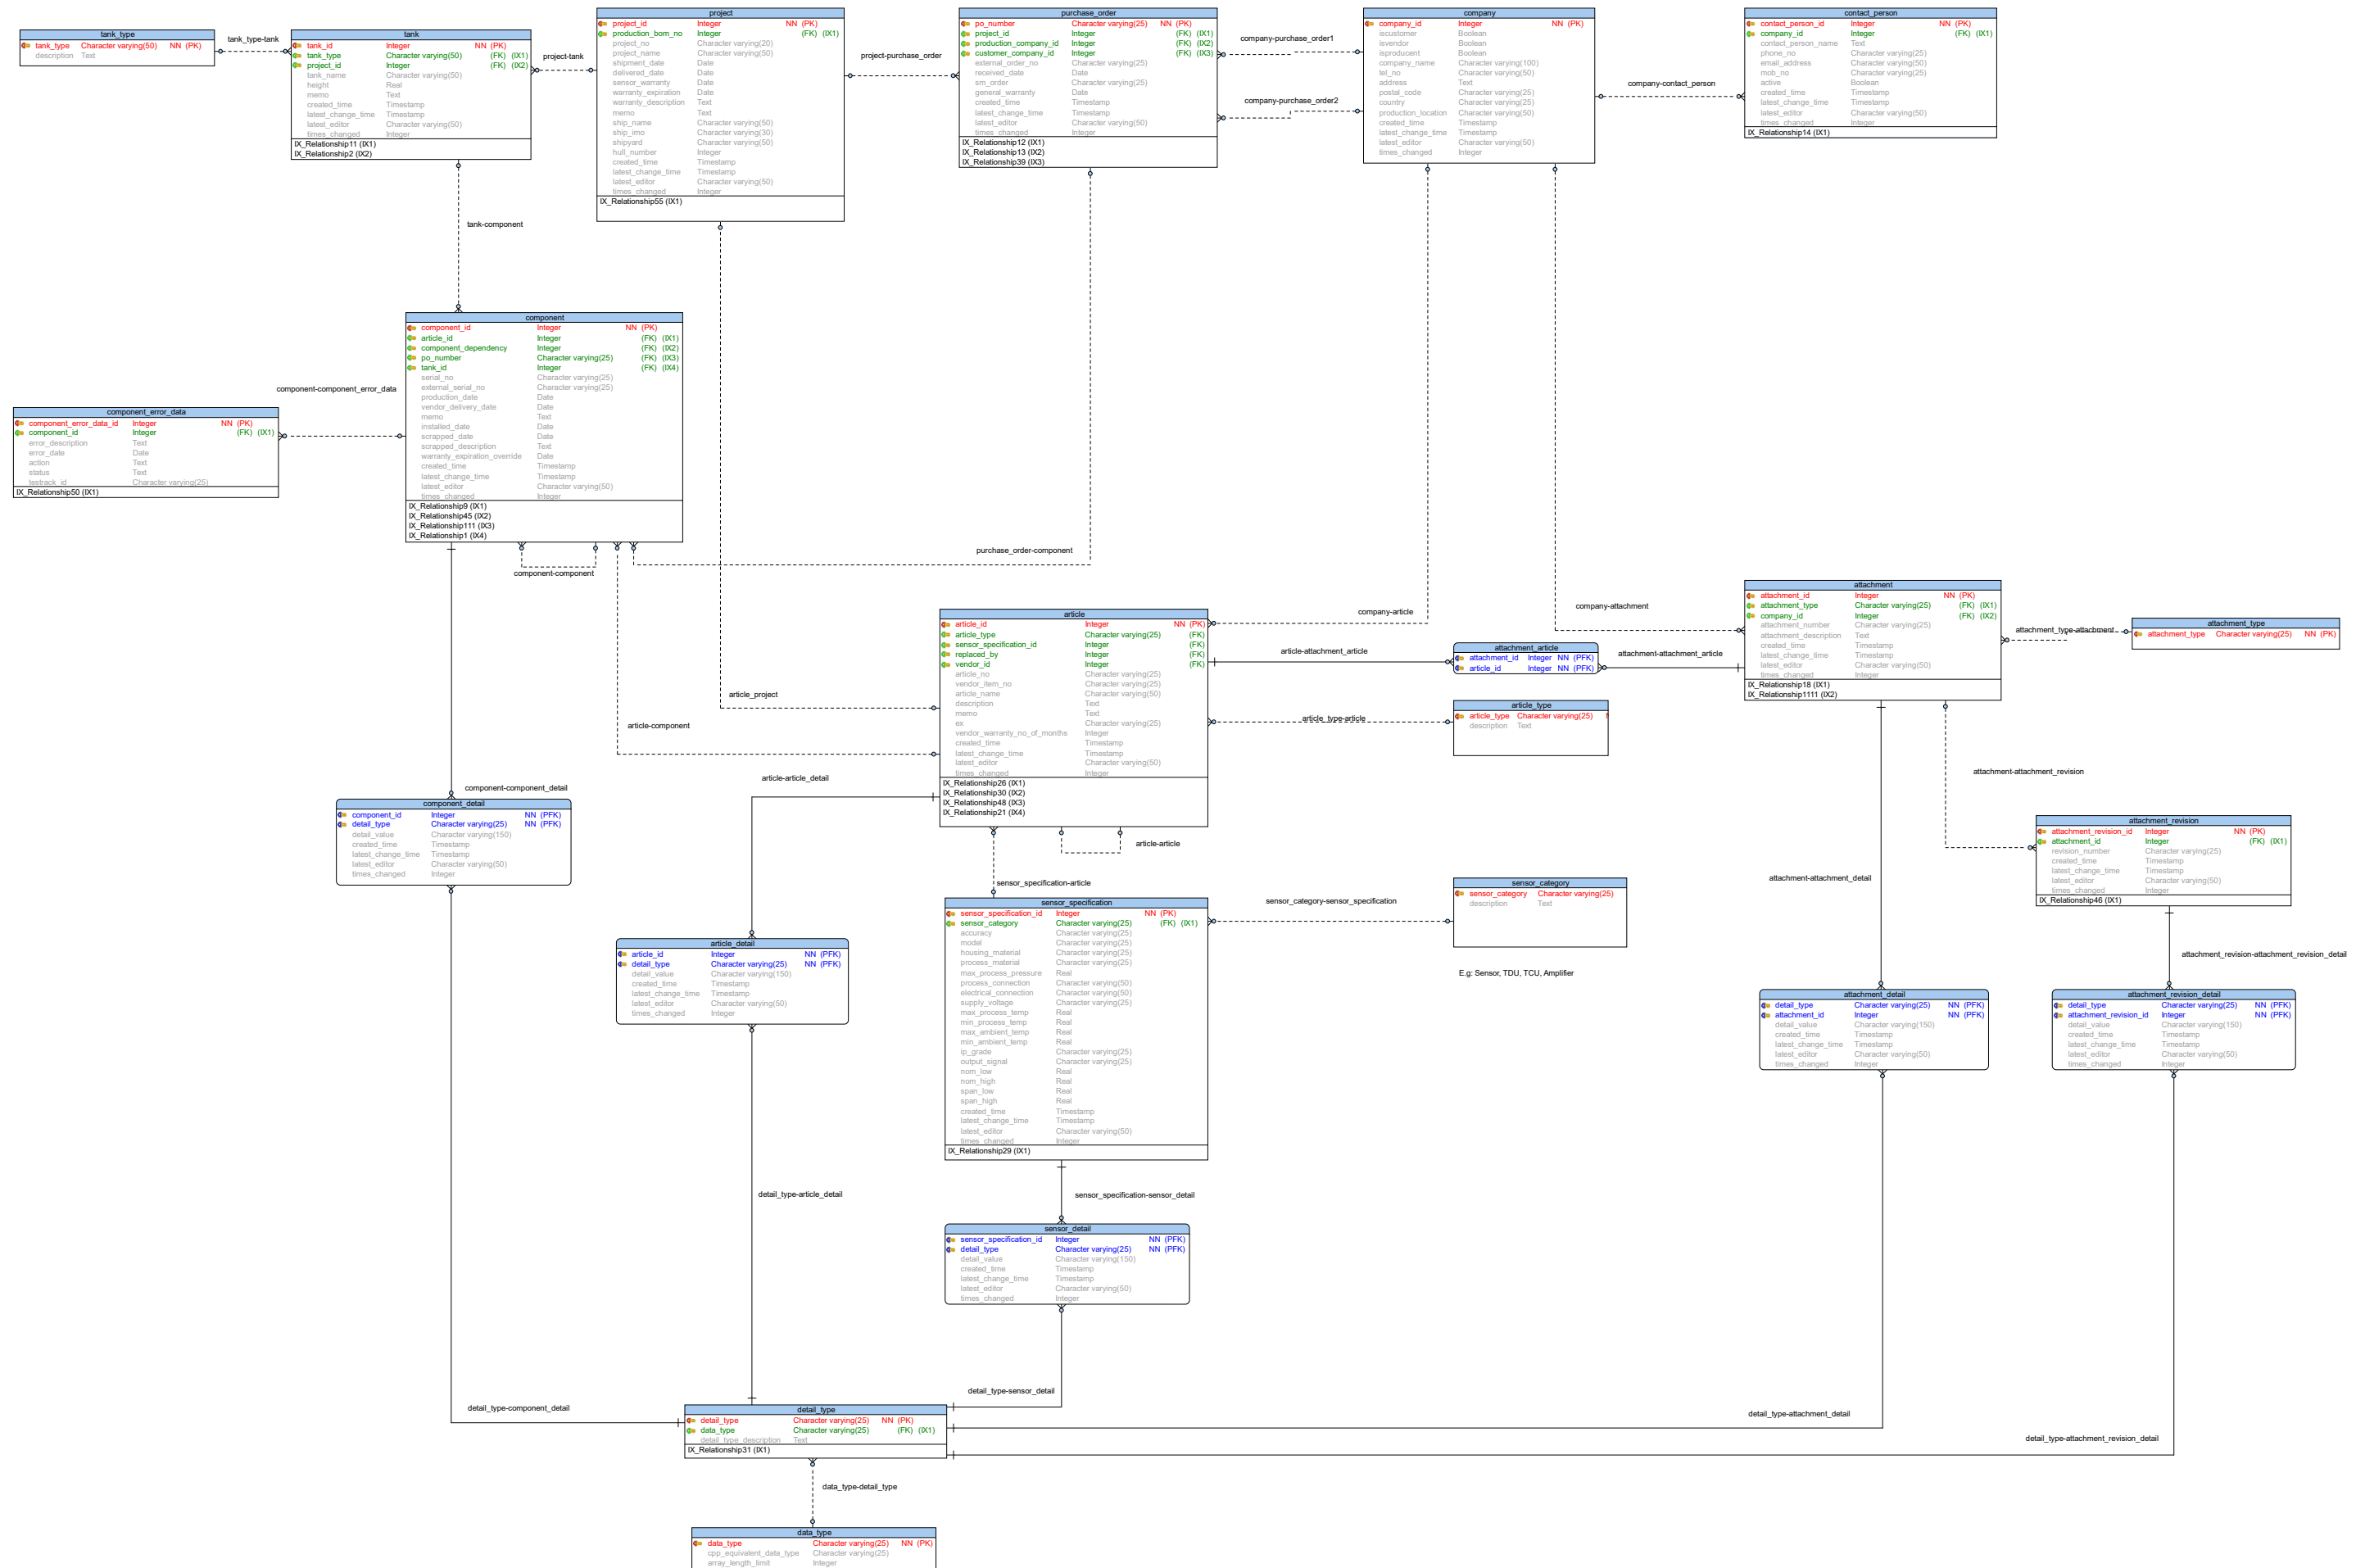 tank_type
tank_type Character varying(50) NN (PK)
description Text
tank_type-tank
tank
tank_id Integer NN (PK)
tank_type Character varying(50) (FK) (IX1)
project_id Integer (FK) (IX2)
tank_name Character varying(50)
height Real
memo Text
created_time Timestamp
latest_change_time Timestamp
latest_editor Character varying(50)
times_changed Integer
IX_Relationship11 (IX1)
IX_Relationship2 (IX2)
project-tank
project
project_id Integer NN (PK)
production_bom_no Integer (FK) (IX1)
project_no Character varying(20)
project_name Character varying(50)
shipment_date Date
delivered_date Date
sensor_warranty Date
warranty_expiration Date
warranty_description Text
memo Text
ship_name Character varying(50)
ship_imo Character varying(30)
shipyard Character varying(50)
hull_number Integer
created_time Timestamp
latest_change_time Timestamp
latest_editor Character varying(50)
times_changed Integer
IX_Relationship55 (IX1)
project-purchase_order
purchase_order
po_number Character varying(25) NN (PK)
project_id Integer (FK) (IX1)
production_company_id Integer (FK) (IX2)
customer_company_id Integer (FK) (IX3)
external_order_no Character varying(25)
received_date Date
sm_order Character varying(25)
general_warranty Date
created_time Timestamp
latest_change_time Timestamp
latest_editor Character varying(50)
times_changed Integer
IX_Relationship12 (IX1)
IX_Relationship13 (IX2)
IX_Relationship39 (IX3)
company-purchase_order1
company-purchase_order2
company
company_id Integer NN (PK)
iscustomer Boolean
isvendor Boolean
isproducent Boolean
company_name Character varying(100)
tel_no Character varying(50)
address Text
postal_code Character varying(25)
country Character varying(25)
production_location Character varying(50)
created_time Timestamp
latest_change_time Timestamp
latest_editor Character varying(50)
times_changed Integer
company-contact_person
contact_person
contact_person_id Integer NN (PK)
company_id Integer (FK) (IX1)
contact_person_name Text
phone_no Character varying(25)
email_address Character varying(50)
mob_no Character varying(25)
active Boolean
created_time Timestamp
latest_change_time Timestamp
latest_editor Character varying(50)
times_changed Integer
IX_Relationship14 (IX1)
tank-component
component
component_id Integer NN (PK)
article_id Integer (FK) (IX1)
component_dependency Integer (FK) (IX2)
po_number Character varying(25) (FK) (IX3)
tank_id Integer (FK) (IX4)
serial_no Character varying(25)
external_serial_no Character varying(25)
production_date Date
vendor_delivery_date Date
memo Text
installed_date Date
scrapped_date Date
scrapped_description Text
warranty_expiration_override Date
created_time Timestamp
latest_change_time Timestamp
latest_editor Character varying(50)
times_changed Integer
IX_Relationship9 (IX1)
IX_Relationship45 (IX2)
IX_Relationship111 (IX3)
IX_Relationship1 (IX4)
component-component_error_data
component_error_data
component_error_data_id Integer NN (PK)
component_id Integer (FK) (IX1)
error_description Text
error_date Date
action Text
status Text
testrack_id Character varying(25)
IX_Relationship50 (IX1)
component-component
purchase_order-component
article
article_id Integer NN (PK)
article_type Character varying(25) (FK)
sensor_specification_id Integer (FK)
replaced_by Integer (FK)
vendor_id Integer (FK)
article_no Character varying(25)
vendor_item_no Character varying(25)
article_name Character varying(50)
description Text
memo Text
ex Character varying(25)
vendor_warranty_no_of_months Integer
created_time Timestamp
latest_change_time Timestamp
latest_editor Character varying(50)
times_changed Integer
IX_Relationship26 (IX1)
IX_Relationship30 (IX2)
IX_Relationship48 (IX3)
IX_Relationship21 (IX4)
company-article
company-attachment
article-attachment_article
attachment_article
attachment_id Integer NN (PFK)
article_id Integer NN (PFK)
attachment-attachment_article
attachment
attachment_id Integer NN (PK)
attachment_type Character varying(25) (FK) (IX1)
company_id Integer (FK) (IX2)
attachment_number Character varying(25)
attachment_description Text
created_time Timestamp
latest_change_time Timestamp
latest_editor Character varying(50)
times_changed Integer
IX_Relationship18 (IX1)
IX_Relationship1111 (IX2)
attachment_type-attachment
attachment_type
attachment_type Character varying(25) NN (PK)
article_project
article-component
article_type-article
article_type
article_type Character varying(25)
description Text
article-article_detail
attachment-attachment_revision
component-component_detail
component_detail
component_id Integer NN (PFK)
detail_type Character varying(25) NN (PFK)
detail_value Character varying(150)
created_time Timestamp
latest_change_time Timestamp
latest_editor Character varying(50)
times_changed Integer
article-article
attachment_revision
attachment_revision_id Integer NN (PK)
attachment_id Integer (FK) (IX1)
revision_number Character varying(25)
created_time Timestamp
latest_change_time Timestamp
latest_editor Character varying(50)
times_changed Integer
IX_Relationship46 (IX1)
sensor_specification-article
attachment-attachment_detail
sensor_specification
sensor_specification_id Integer NN (PK)
sensor_category Character varying(25) (FK) (IX1)
accuracy Character varying(25)
model Character varying(25)
housing_material Character varying(25)
process_material Character varying(25)
max_process_pressure Real
process_connection Character varying(50)
electrical_connection Character varying(50)
supply_voltage Character varying(25)
max_process_temp Real
min_process_temp Real
max_ambient_temp Real
min_ambient_temp Real
ip_grade Character varying(25)
output_signal Character varying(25)
nom_low Real
nom_high Real
span_low Real
span_high Real
created_time Timestamp
latest_change_time Timestamp
latest_editor Character varying(50)
times_changed Integer
IX_Relationship29 (IX1)
sensor_category-sensor_specification
sensor_category
sensor_category Character varying(25)
description Text
E.g: Sensor, TDU, TCU, Amplifier
article_detail
article_id Integer NN (PFK)
detail_type Character varying(25) NN (PFK)
detail_value Character varying(150)
created_time Timestamp
latest_change_time Timestamp
latest_editor Character varying(50)
times_changed Integer
attachment_revision-attachment_revision_detail
attachment_detail
detail_type Character varying(25) NN (PFK)
attachment_id Integer NN (PFK)
detail_value Character varying(150)
created_time Timestamp
latest_change_time Timestamp
latest_editor Character varying(50)
times_changed Integer
attachment_revision_detail
detail_type Character varying(25) NN (PFK)
attachment_revision_id Integer NN (PFK)
detail_value Character varying(150)
created_time Timestamp
latest_change_time Timestamp
latest_editor Character varying(50)
times_changed Integer
detail_type-article_detail
sensor_specification-sensor_detail
sensor_detail
sensor_specification_id Integer NN (PFK)
detail_type Character varying(25) NN (PFK)
detail_value Character varying(150)
created_time Timestamp
latest_change_time Timestamp
latest_editor Character varying(50)
times_changed Integer
detail_type-sensor_detail
detail_type-component_detail
detail_type
detail_type Character varying(25) NN (PK)
data_type Character varying(25) (FK) (IX1)
detail_type_description Text
IX_Relationship31 (IX1)
detail_type-attachment_detail
detail_type-attachment_revision_detail
data_type-detail_type
data_type
data_type Character varying(25) NN (PK)
cpp_equivalent_data_type Character varying(25)
array_length_limit Integer